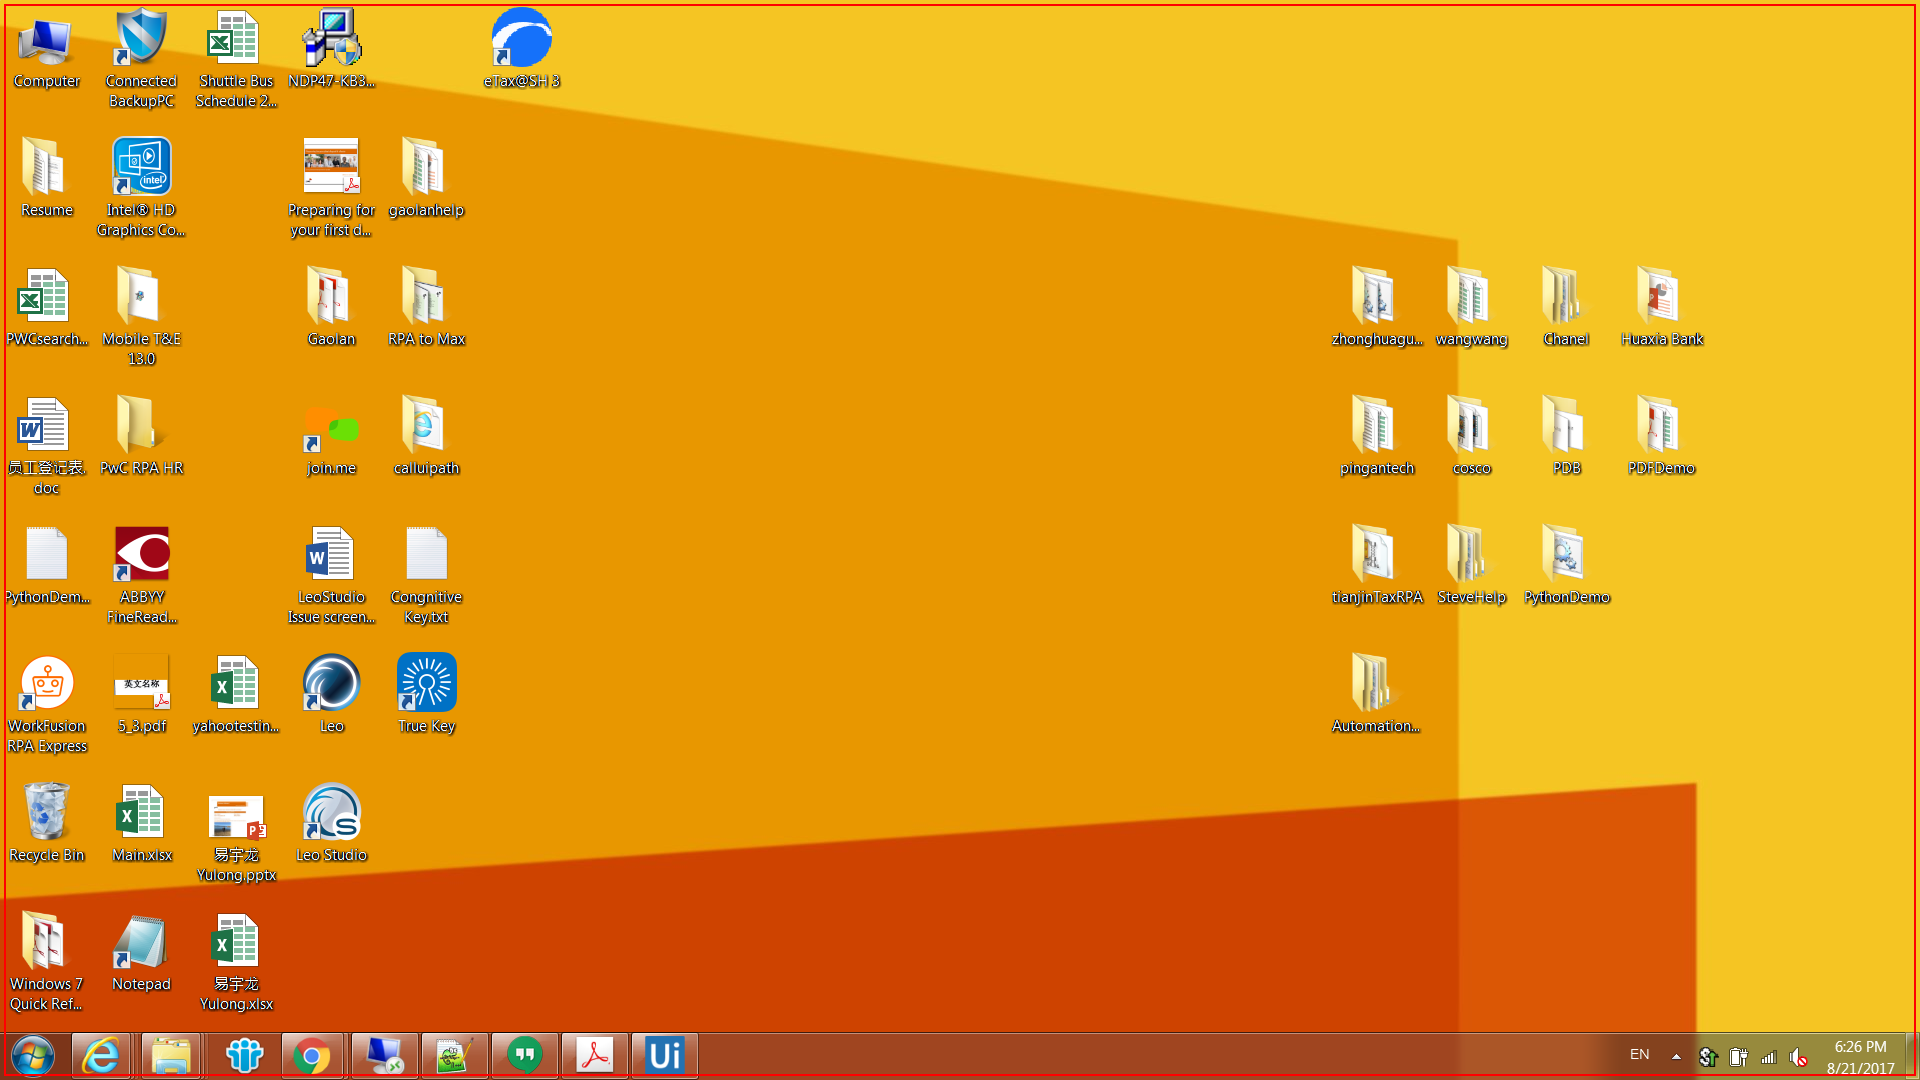 Computer
Connected
BackupPC
Shuttle Bus
Schedule 2...
NDP47-KB3...
eTax@SH 3
Resume
Intel® HD
Graphics Co...
Preparing for
your first d...
gaolanhelp
PWCsearch...
Mobile T&E
13.0
Gaolan
RPA to Max
zhonghuagu...
wangwang
Chanel
Huaxia Bank
员工登记表.
doc
PwC RPA HR
join.me
calluipath
pingantech
cosco
PDB
PDFDemo
PythonDem...
ABBYY
FineRead...
LeoStudio
Issue screen...
Congnitive
Key.txt
tianjinTaxRPA
SteveHelp
PythonDemo
WorkFusion
RPA Express
英文名称
5_3.pdf
yahootestin...
Leo
True Key
Automation...
Recycle Bin
Main.xlsx
易宇龙
Yulong.pptx
Leo Studio
Windows 7
Quick Ref...
Notepad
易宇龙
Yulong.xlsx
Ui
EN
6:26 PM
8/21/2017